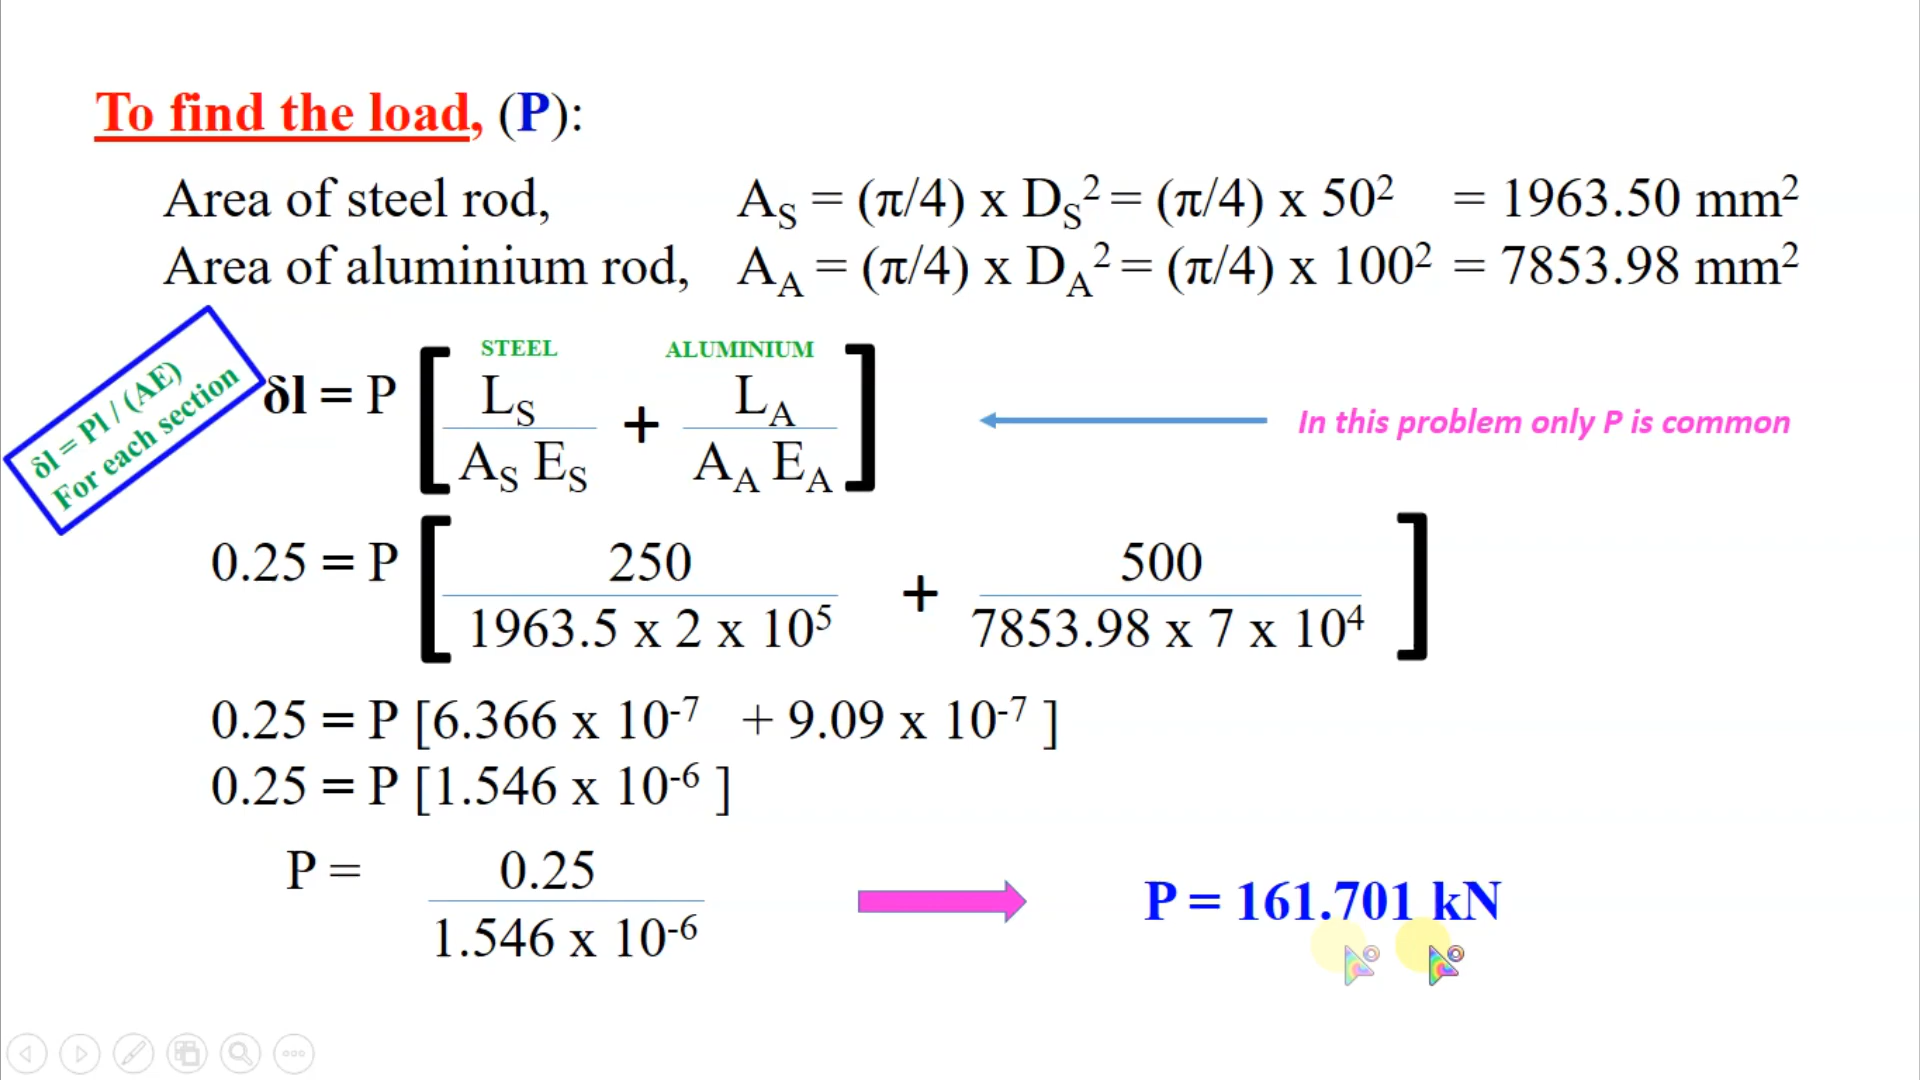 To find the load, (P):
Area of steel rod, A_S = (π/4) x D_S² = (π/4) x 50² = 1963.50 mm²
Area of aluminium rod, A_A = (π/4) x D_A² = (π/4) x 100² = 7853.98 mm²
δl = Pl / (AE)
For each section
STEEL ALUMINIUM
δl = P [ L_S / A_S E_S + L_A / A_A E_A ]
In this problem only P is common
0.25 = P [ 250 / 1963.5 x 2 x 10⁵ + 500 / 7853.98 x 7 x 10⁴ ]
0.25 = P [6.366 x 10⁻⁷ + 9.09 x 10⁻⁷ ]
0.25 = P [1.546 x 10⁻⁶ ]
P = 0.25 / 1.546 x 10⁻⁶
P = 161.701 kN